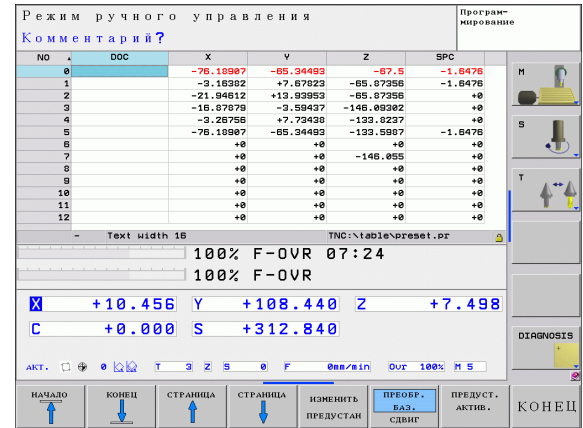 Режим ручного управления
Програм-
мирование
Комментарий?
NO DOC X Y Z SPC
0 -76.18907 -65.34493 -67.5 -1.6476
1 -3.16382 +7.67823 -65.87356 -1.6476
2 -21.94612 +13.93953 -65.87356 +0
3 -16.87879 -3.59437 -146.09302 +0
4 -3.26756 +7.73438 -133.8237 +0
5 -76.18907 -65.34493 -133.5987 -1.6476
6 +0 +0 +0 +0
7 +0 +0 -146.055 +0
8 +0 +0 +0 +0
9 +0 +0 +0 +0
10 +0 +0 +0 +0
11 +0 +0 +0 +0
12 +0 +0 +0 +0
- Text width 16 TNC:\table\preset.pr
100% F-OVR 07:24
100% F-OVR
X +10.456 Y +108.440 Z +7.498
C +0.000 S +312.840
АКТ. 0 T 3 Z S 0 F 0mm/min Ovr 100% M 5
M
S
T
DIAGNOSIS
НАЧАЛО
КОНЕЦ
СТРАНИЦА
СТРАНИЦА
ИЗМЕНИТЬ
ПРЕДУСТАН
ПРЕОБР.
БАЗ.
СДВИГ
ПРЕДУСТ.
АКТИВ.
КОНЕЦ